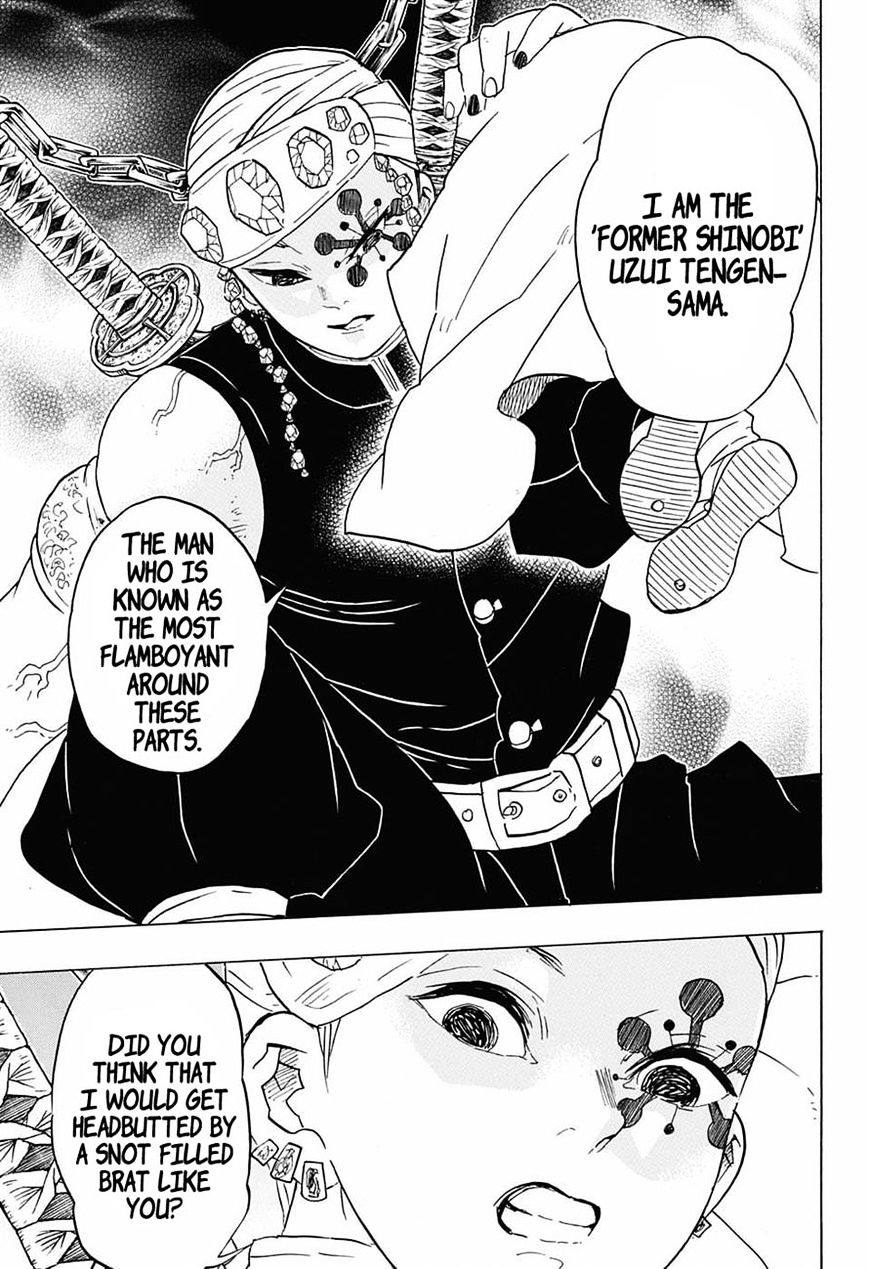 I AM THE
'FORMER SHINOBI'
UZUI TENGEN-
SAMA.
THE MAN
WHO IS
KNOWN AS
THE MOST
FLAMBOYANT
AROUND
THESE
PARTS.
DID YOU
THINK THAT
I WOULD GET
HEADBUTTED BY
A SNOT FILLED
BRAT LIKE
YOU?